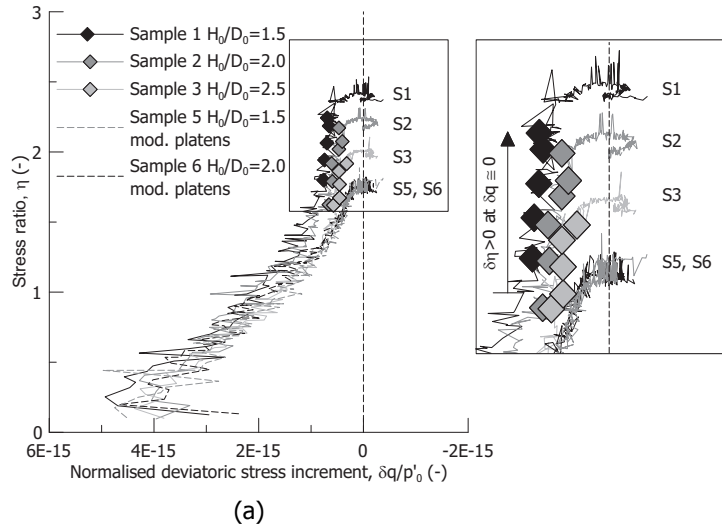 3
2
1
0
Stress ratio, η (-)
Sample 1 H0/D0=1.5
Sample 2 H0/D0=2.0
Sample 3 H0/D0=2.5
Sample 5 H0/D0=1.5
mod. platens
Sample 6 H0/D0=2.0
mod. platens
S1
S2
S3
S5, S6
6E-15
4E-15
2E-15
0
-2E-15
Normalised deviatoric stress increment, δq/p'0 (-)
(a)
δη>0 at δq ≅ 0
S1
S2
S3
S5, S6